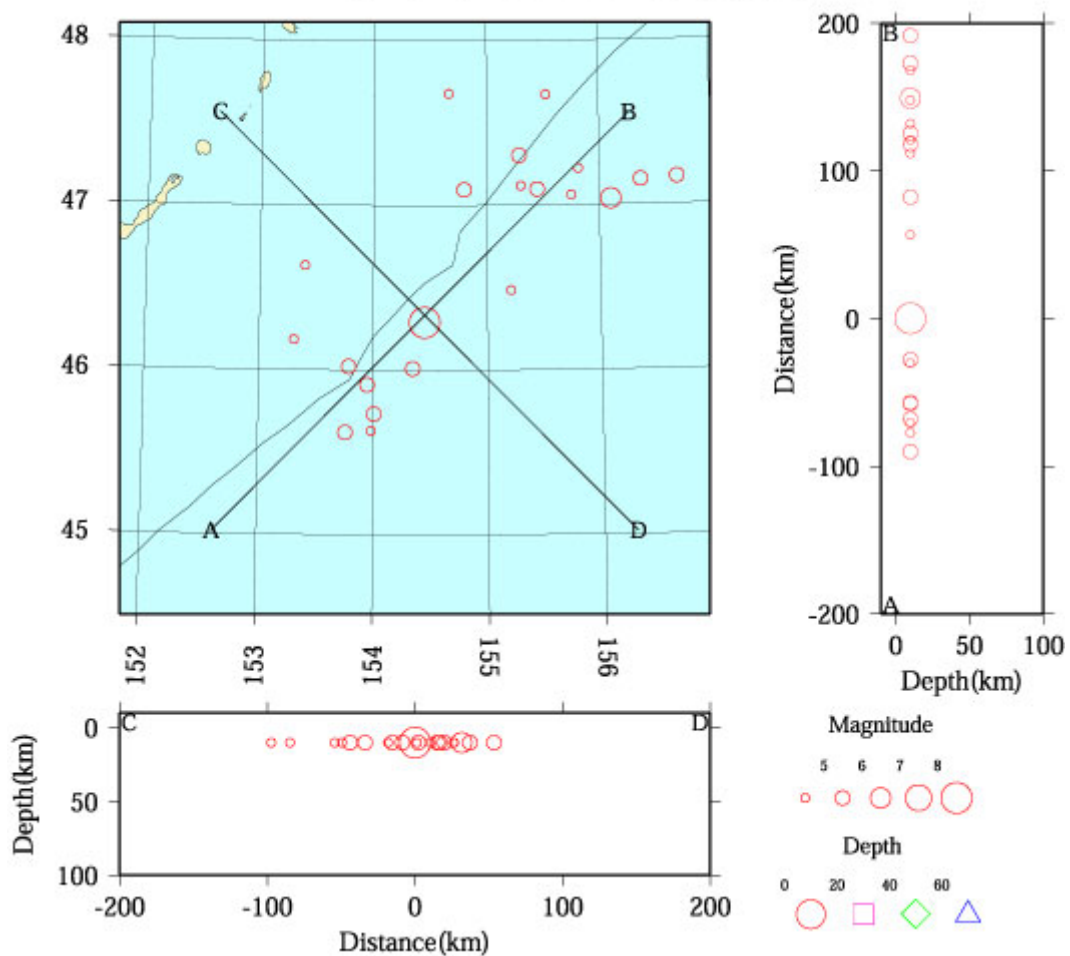 48
47
46
45
C
B
A
D
152
153
154
155
156
B
A
200
100
0
-100
-200
Distance(km)
0 50 100
Depth(km)
C
D
0
50
100
Depth(km)
-200 -100 0 100 200
Distance(km)
Magnitude
5 6 7 8
Depth
0 20 40 60